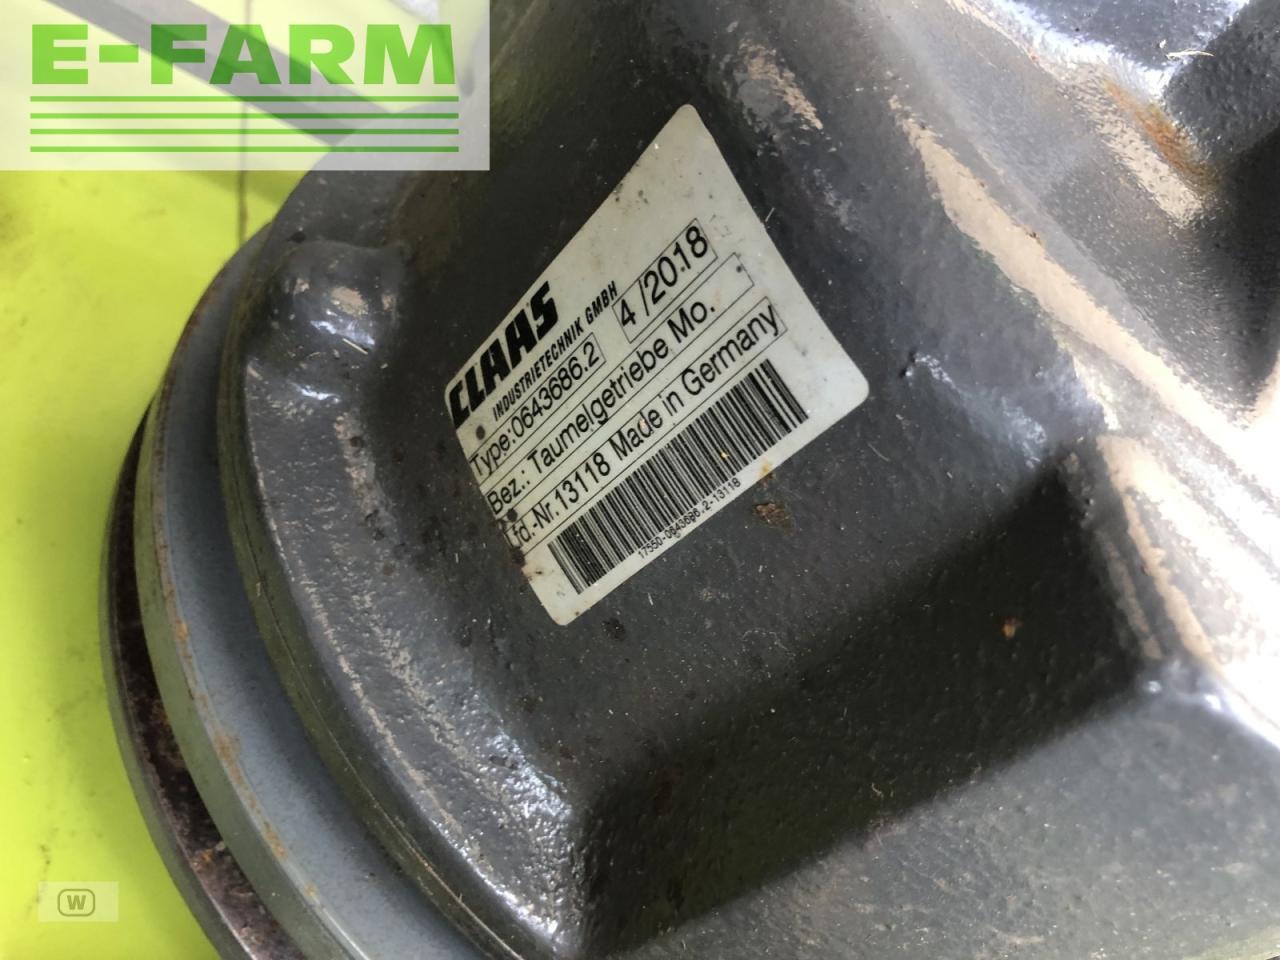 E-FARM
CLAAS
INDUSTRIETECHNIK GMBH
Type:0643686.2 4/2018
Bez.: Taumelgetriebe Mo.
Lfd.-Nr.13118 Made in Germany
17550-0643686.2-13118
W